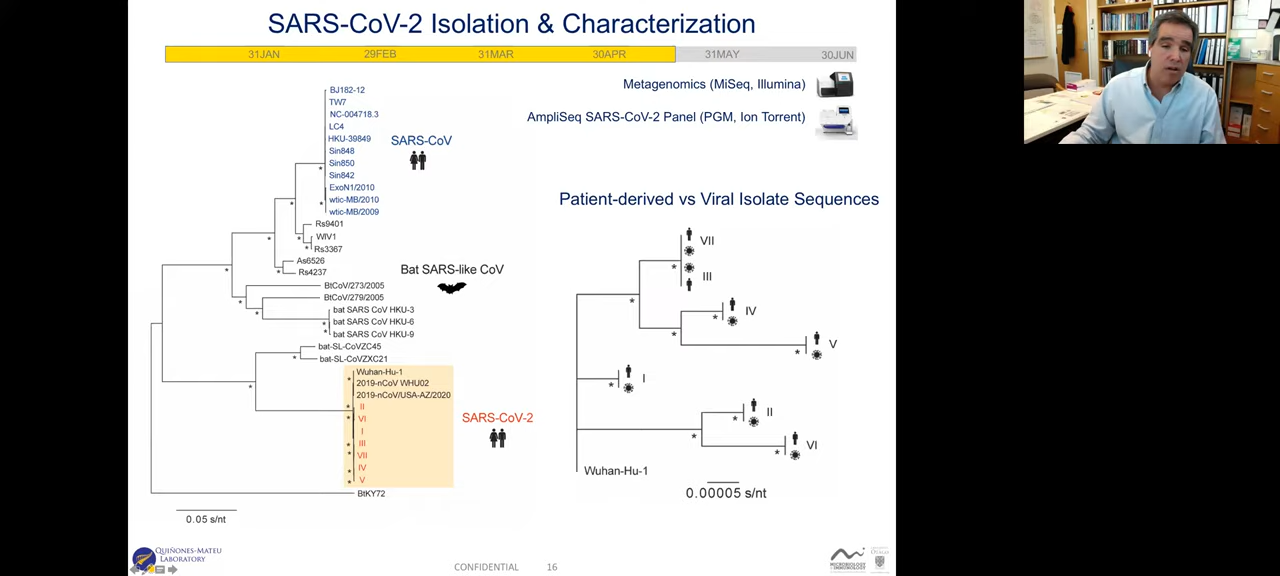 SARS-CoV-2 Isolation & Characterization
31JAN 29FEB 31MAR 30APR 31MAY 30JUN
Metagenomics (MiSeq, Illumina)
AmpliSeq SARS-CoV-2 Panel (PGM, Ion Torrent)
BJ182-12
TW7
NC-004718.3
LC4
HKU-39849
Sin848
Sin850
Sin842
ExoN1/2010
wtic-MB/2010
wtic-MB/2009
SARS-CoV
Rs9401
WIV1
Rs3367
As6526
Rs4237
BtCoV/273/2005
BtCoV/279/2005
bat SARS CoV HKU-3
bat SARS CoV HKU-6
bat SARS CoV HKU-9
bat-SL-CoVZC45
bat-SL-CoVZXC21
Bat SARS-like CoV
Wuhan-Hu-1
2019-nCoV WHU02
2019-nCoV/USA-AZ/2020
II
VI
I
III
VII
IV
V
SARS-CoV-2
BtKY72
0.05 s/nt
Patient-derived vs Viral Isolate Sequences
VII
III
IV
V
I
II
VI
Wuhan-Hu-1
0.00005 s/nt
QUIÑONES-MATEU
LABORATORY
CONFIDENTIAL 16
MICROBIOLOGY
& IMMUNOLOGY
OTAGO